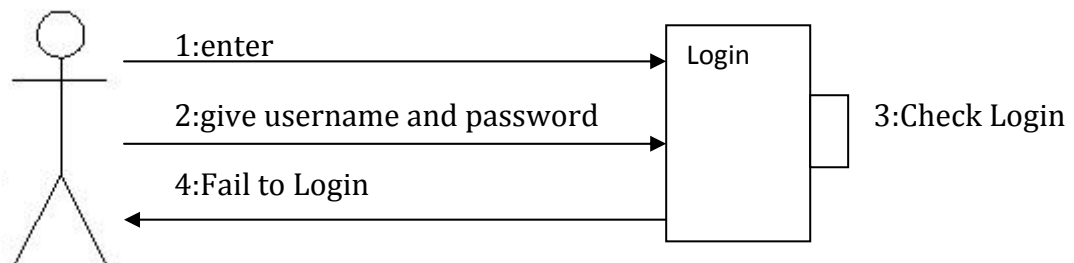 1:enter
Login
2:give username and password
3:Check Login
4:Fail to Login